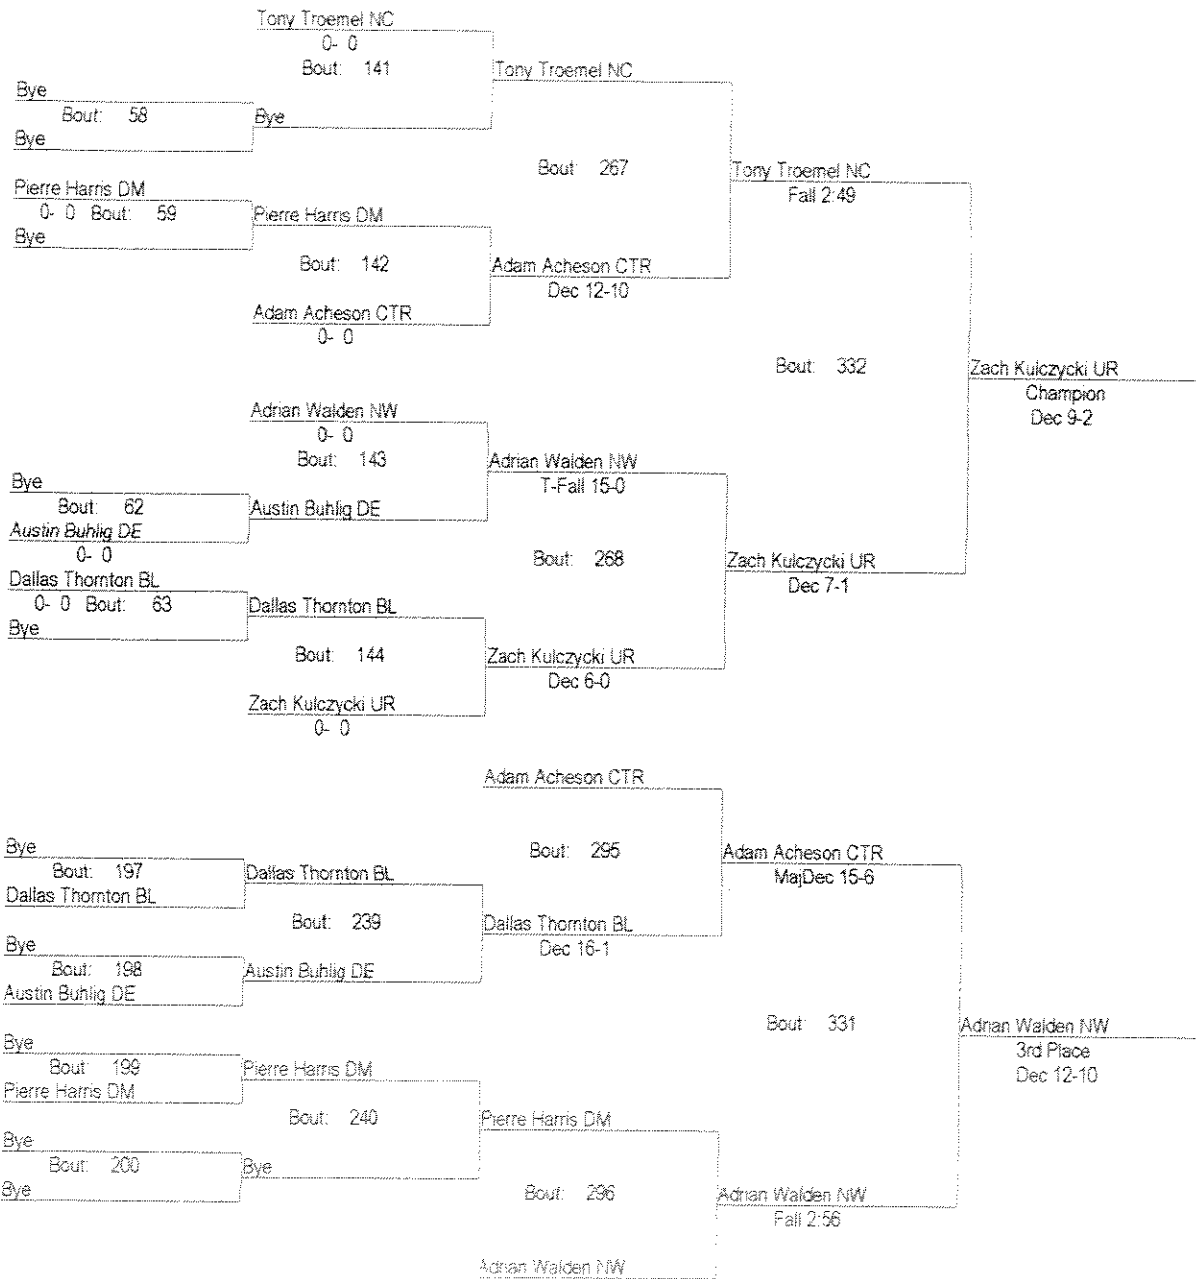 Tony Troemel NC
0- 0
Bout: 141
Tony Troemel NC
Bye
Bout: 58
Bye
Bye
Bout: 267
Tony Troemel NC
Fall 2:49
Pierre Harris DM
0- 0 Bout: 59
Pierre Harris DM
Bye
Bout: 142
Adam Acheson CTR
Dec 12-10
Adam Acheson CTR
0- 0
Bout: 332
Zach Kulczycki UR
Champion
Dec 9-2
Adrian Walden NW
0- 0
Bout: 143
Adrian Walden NW
T-Fall 15-0
Bye
Bout: 62
Austin Buhlig DE
Austin Buhlig DE
0- 0
Bout: 268
Zach Kulczycki UR
Dec 7-1
Dallas Thornton BL
0- 0 Bout: 63
Dallas Thornton BL
Bye
Bout: 144
Zach Kulczycki UR
Dec 6-0
Zach Kulczycki UR
0- 0
Adam Acheson CTR
Bout: 295
Adam Acheson CTR
MajDec 15-6
Bye
Bout: 197
Dallas Thornton BL
Dallas Thornton BL
Bout: 239
Dallas Thornton BL
Dec 16-1
Bye
Bout: 198
Austin Buhlig DE
Austin Buhlig DE
Bout: 331
Adrian Walden NW
3rd Place
Dec 12-10
Bye
Bout: 199
Pierre Harris DM
Pierre Harris DM
Bout: 240
Pierre Harris DM
Bye
Bout: 200
Bye
Bye
Bout: 296
Adrian Walden NW
Fall 2:56
Adrian Walden NW